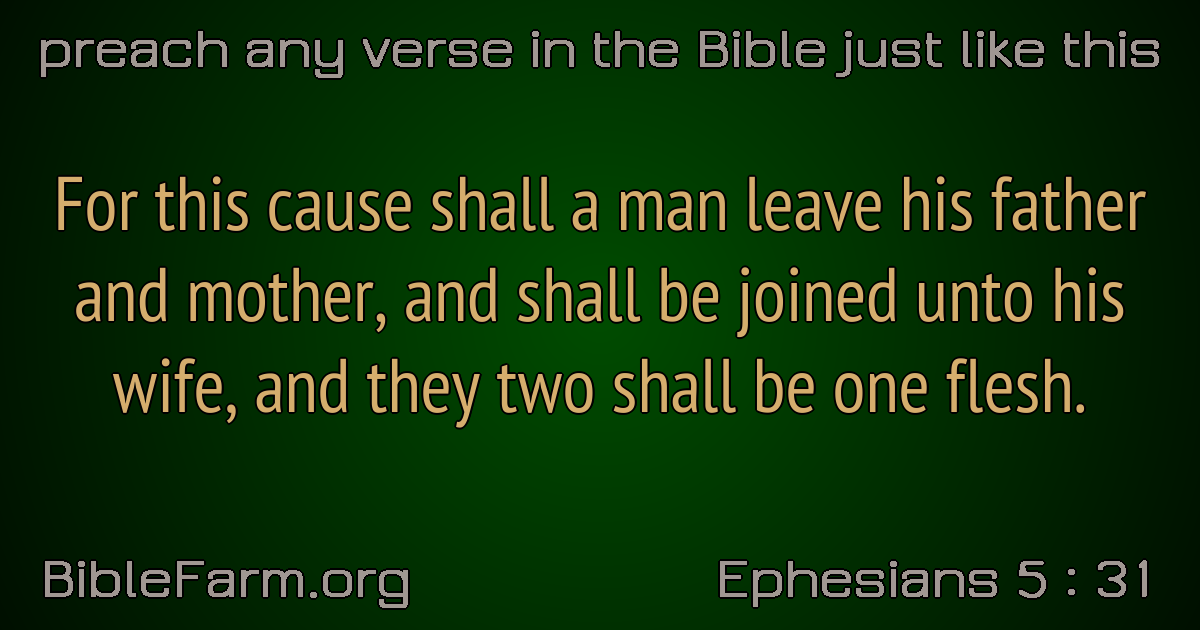 preach any verse in the Bible just like this
For this cause shall a man leave his father
and mother, and shall be joined unto his
wife, and they two shall be one flesh.
BibleFarm.org
Ephesians 5 : 31